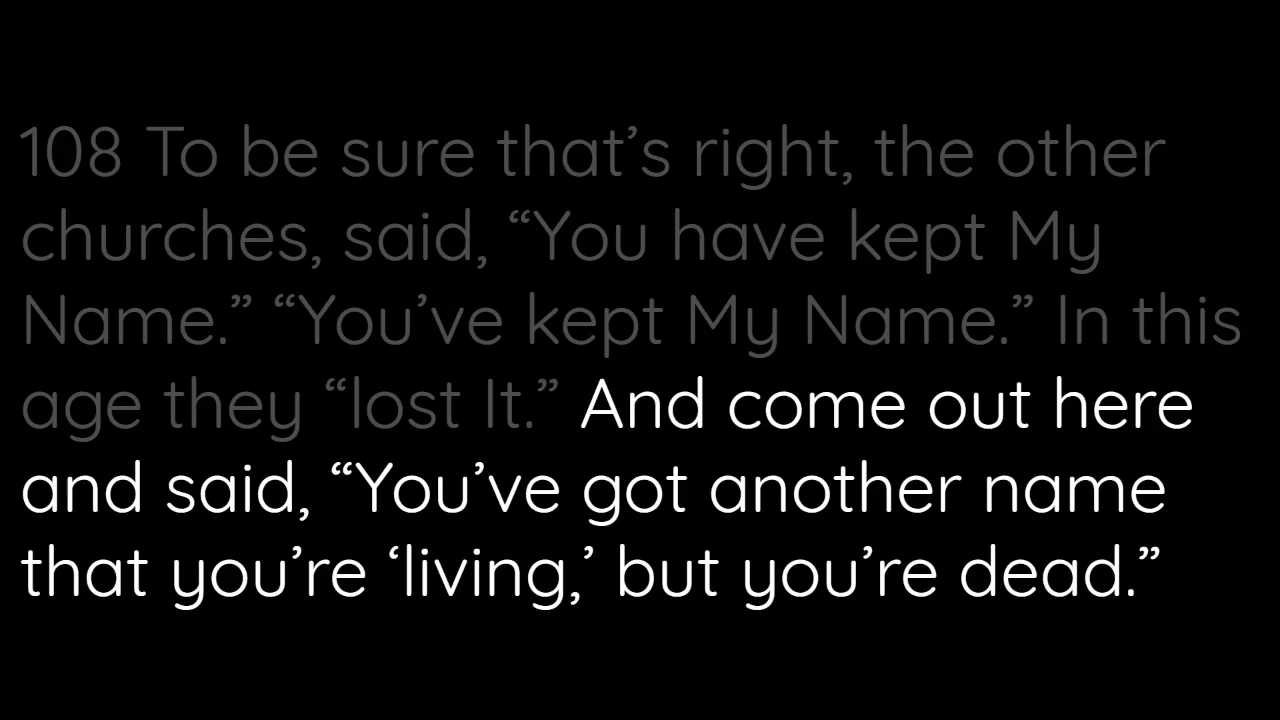 108 To be sure that’s right, the other
churches, said, “You have kept My
Name.” “You’ve kept My Name.” In this
age they “lost It.” And come out here
and said, “You’ve got another name
that you’re ‘living,’ but you’re dead.”